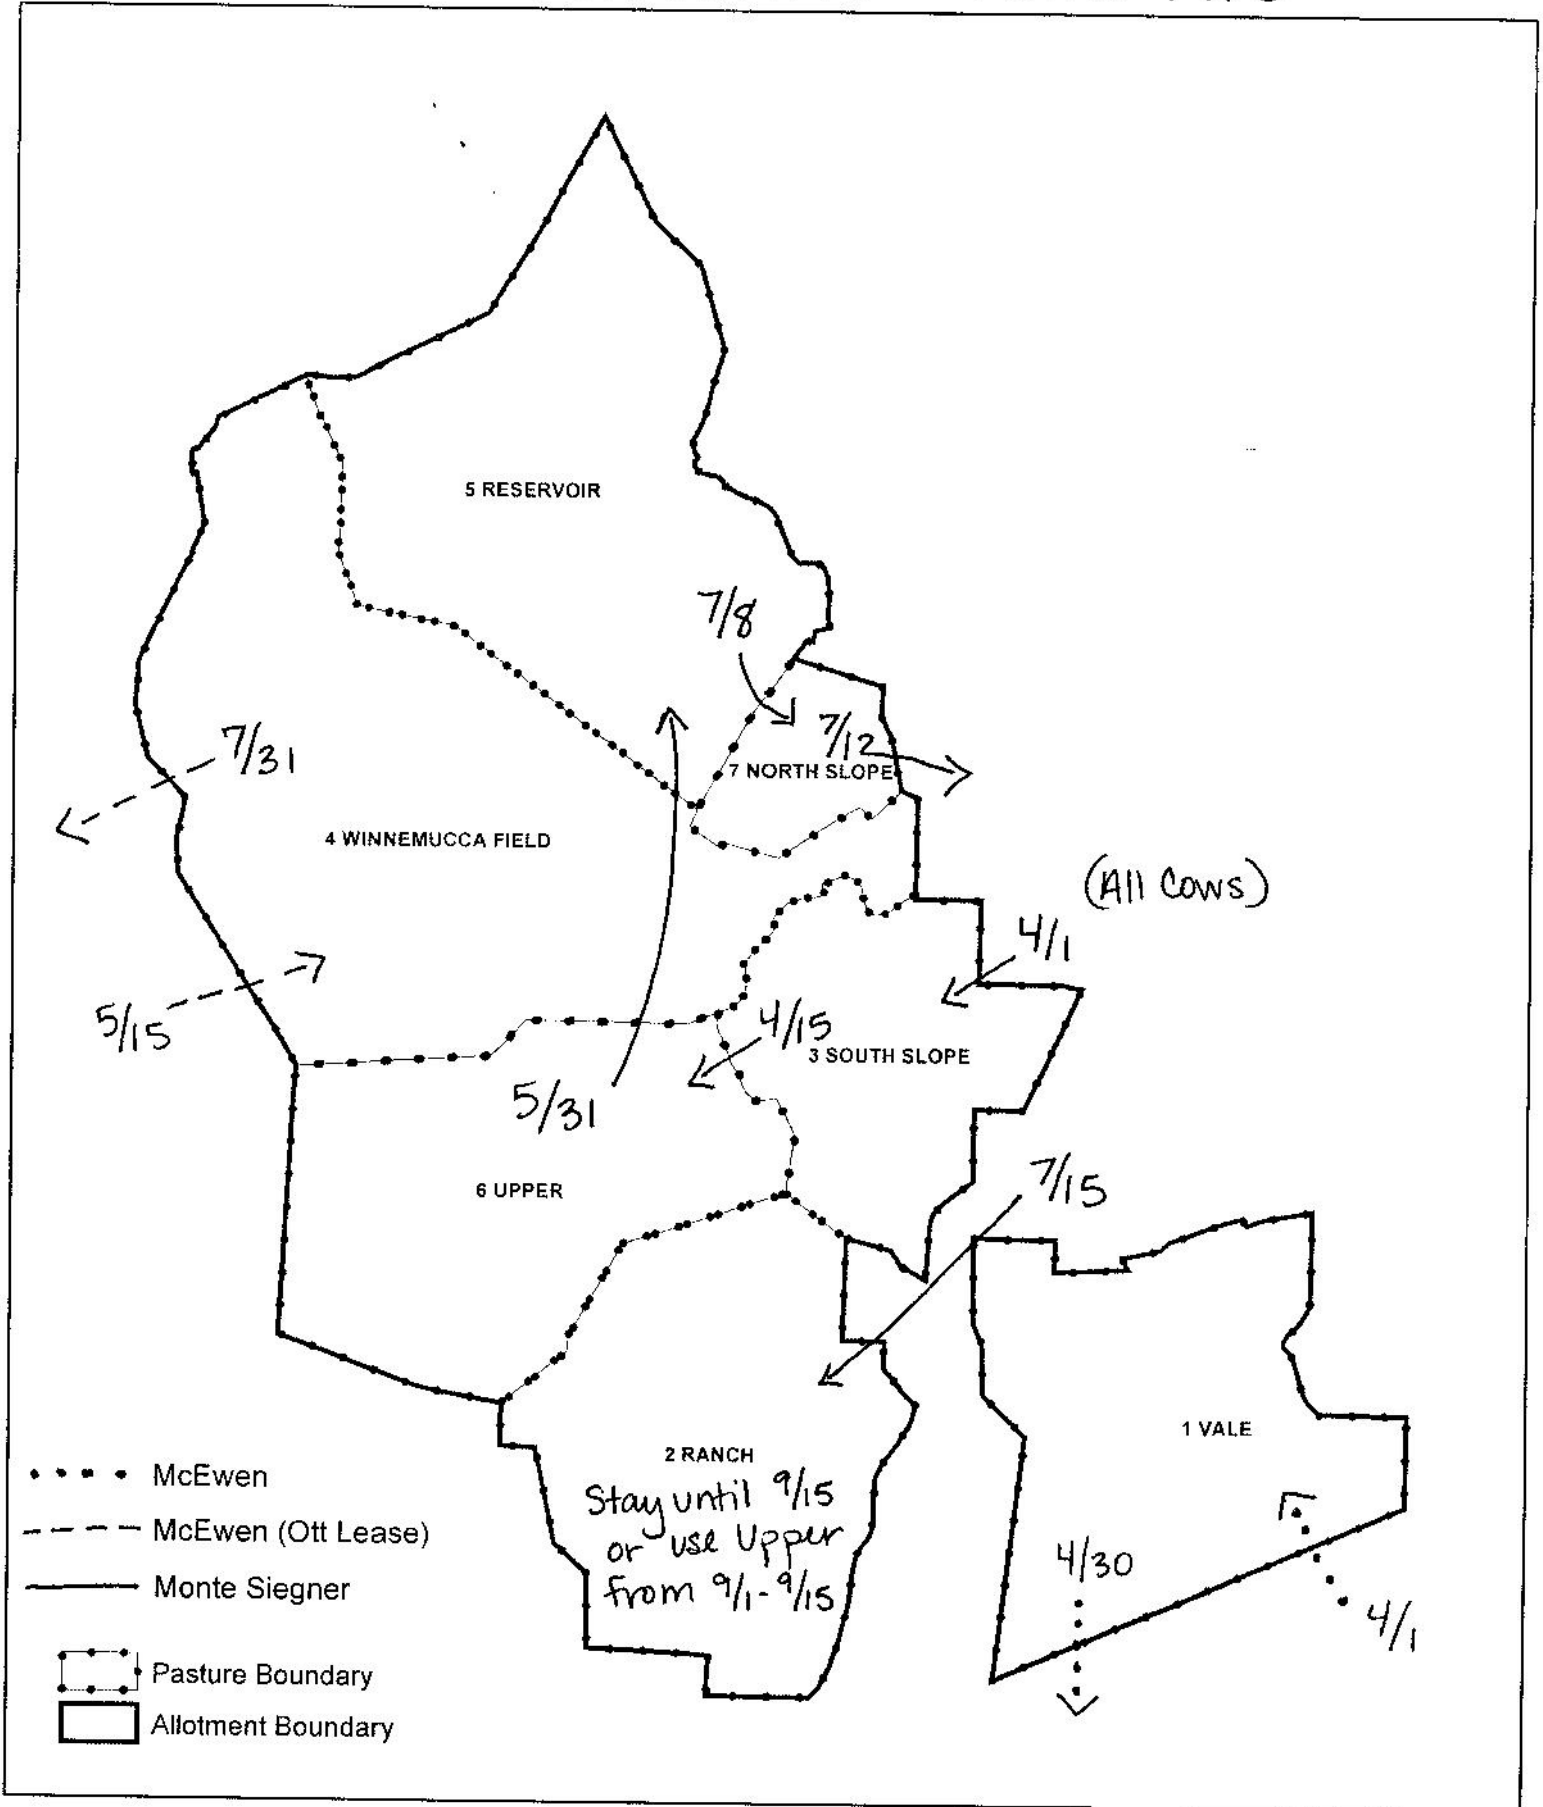 5 RESERVOIR
7/8
7/12
7 NORTH SLOPE
7/31
4 WINNEMUCCA FIELD
(All Cows)
4/1
5/15
4/15
3 SOUTH SLOPE
5/31
7/15
6 UPPER
1 VALE
2 RANCH
Stay until 9/15
or use Upper
from 9/1-9/15
4/30
4/1
McEwen
McEwen (Ott Lease)
Monte Siegner
Pasture Boundary
Allotment Boundary